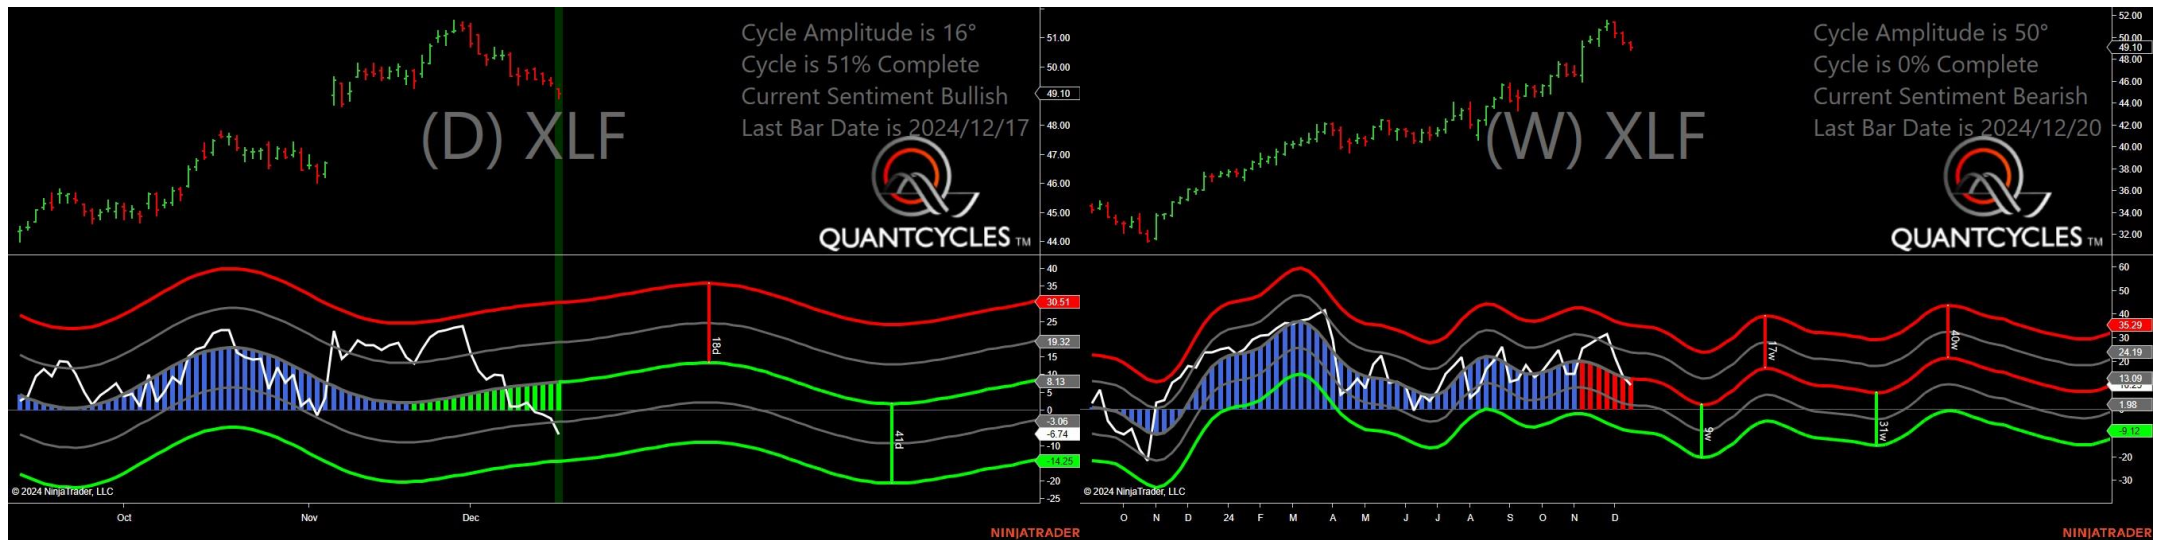 Cycle Amplitude is 16°
Cycle is 51% Complete
Current Sentiment Bullish
Last Bar Date is 2024/12/17
(D) XLF
QUANTCYCLES TM
51.00
50.00
49.10
48.00
47.00
46.00
45.00
44.00
40
35
30.51
25
19.32
15
10
8.13
5
0
-3.06
-6.74
-10
-14.25
-20
-25
18d
41d
© 2024 NinjaTrader, LLC
Oct Nov Dec
NINJATRADER
Cycle Amplitude is 50°
Cycle is 0% Complete
Current Sentiment Bearish
Last Bar Date is 2024/12/20
(W) XLF
QUANTCYCLES TM
52.00
50.00
49.10
48.00
46.00
44.00
42.00
40.00
38.00
36.00
34.00
32.00
60
50
40
35.29
30
24.19
20
13.09
1.98
-9.12
-20
-30
17w
40w
9w
31w
© 2024 NinjaTrader, LLC
O N D 24 F M A M J J A S O N D
NINJATRADER